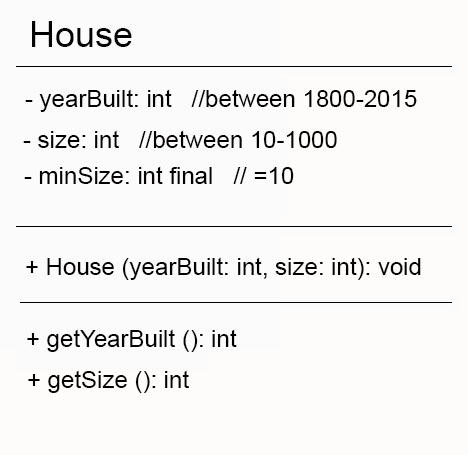 House
- yearBuilt: int //between 1800-2015
- size: int //between 10-1000
- minSize: int final // =10
+ House (yearBuilt: int, size: int): void
+ getYearBuilt (): int
+ getSize (): int